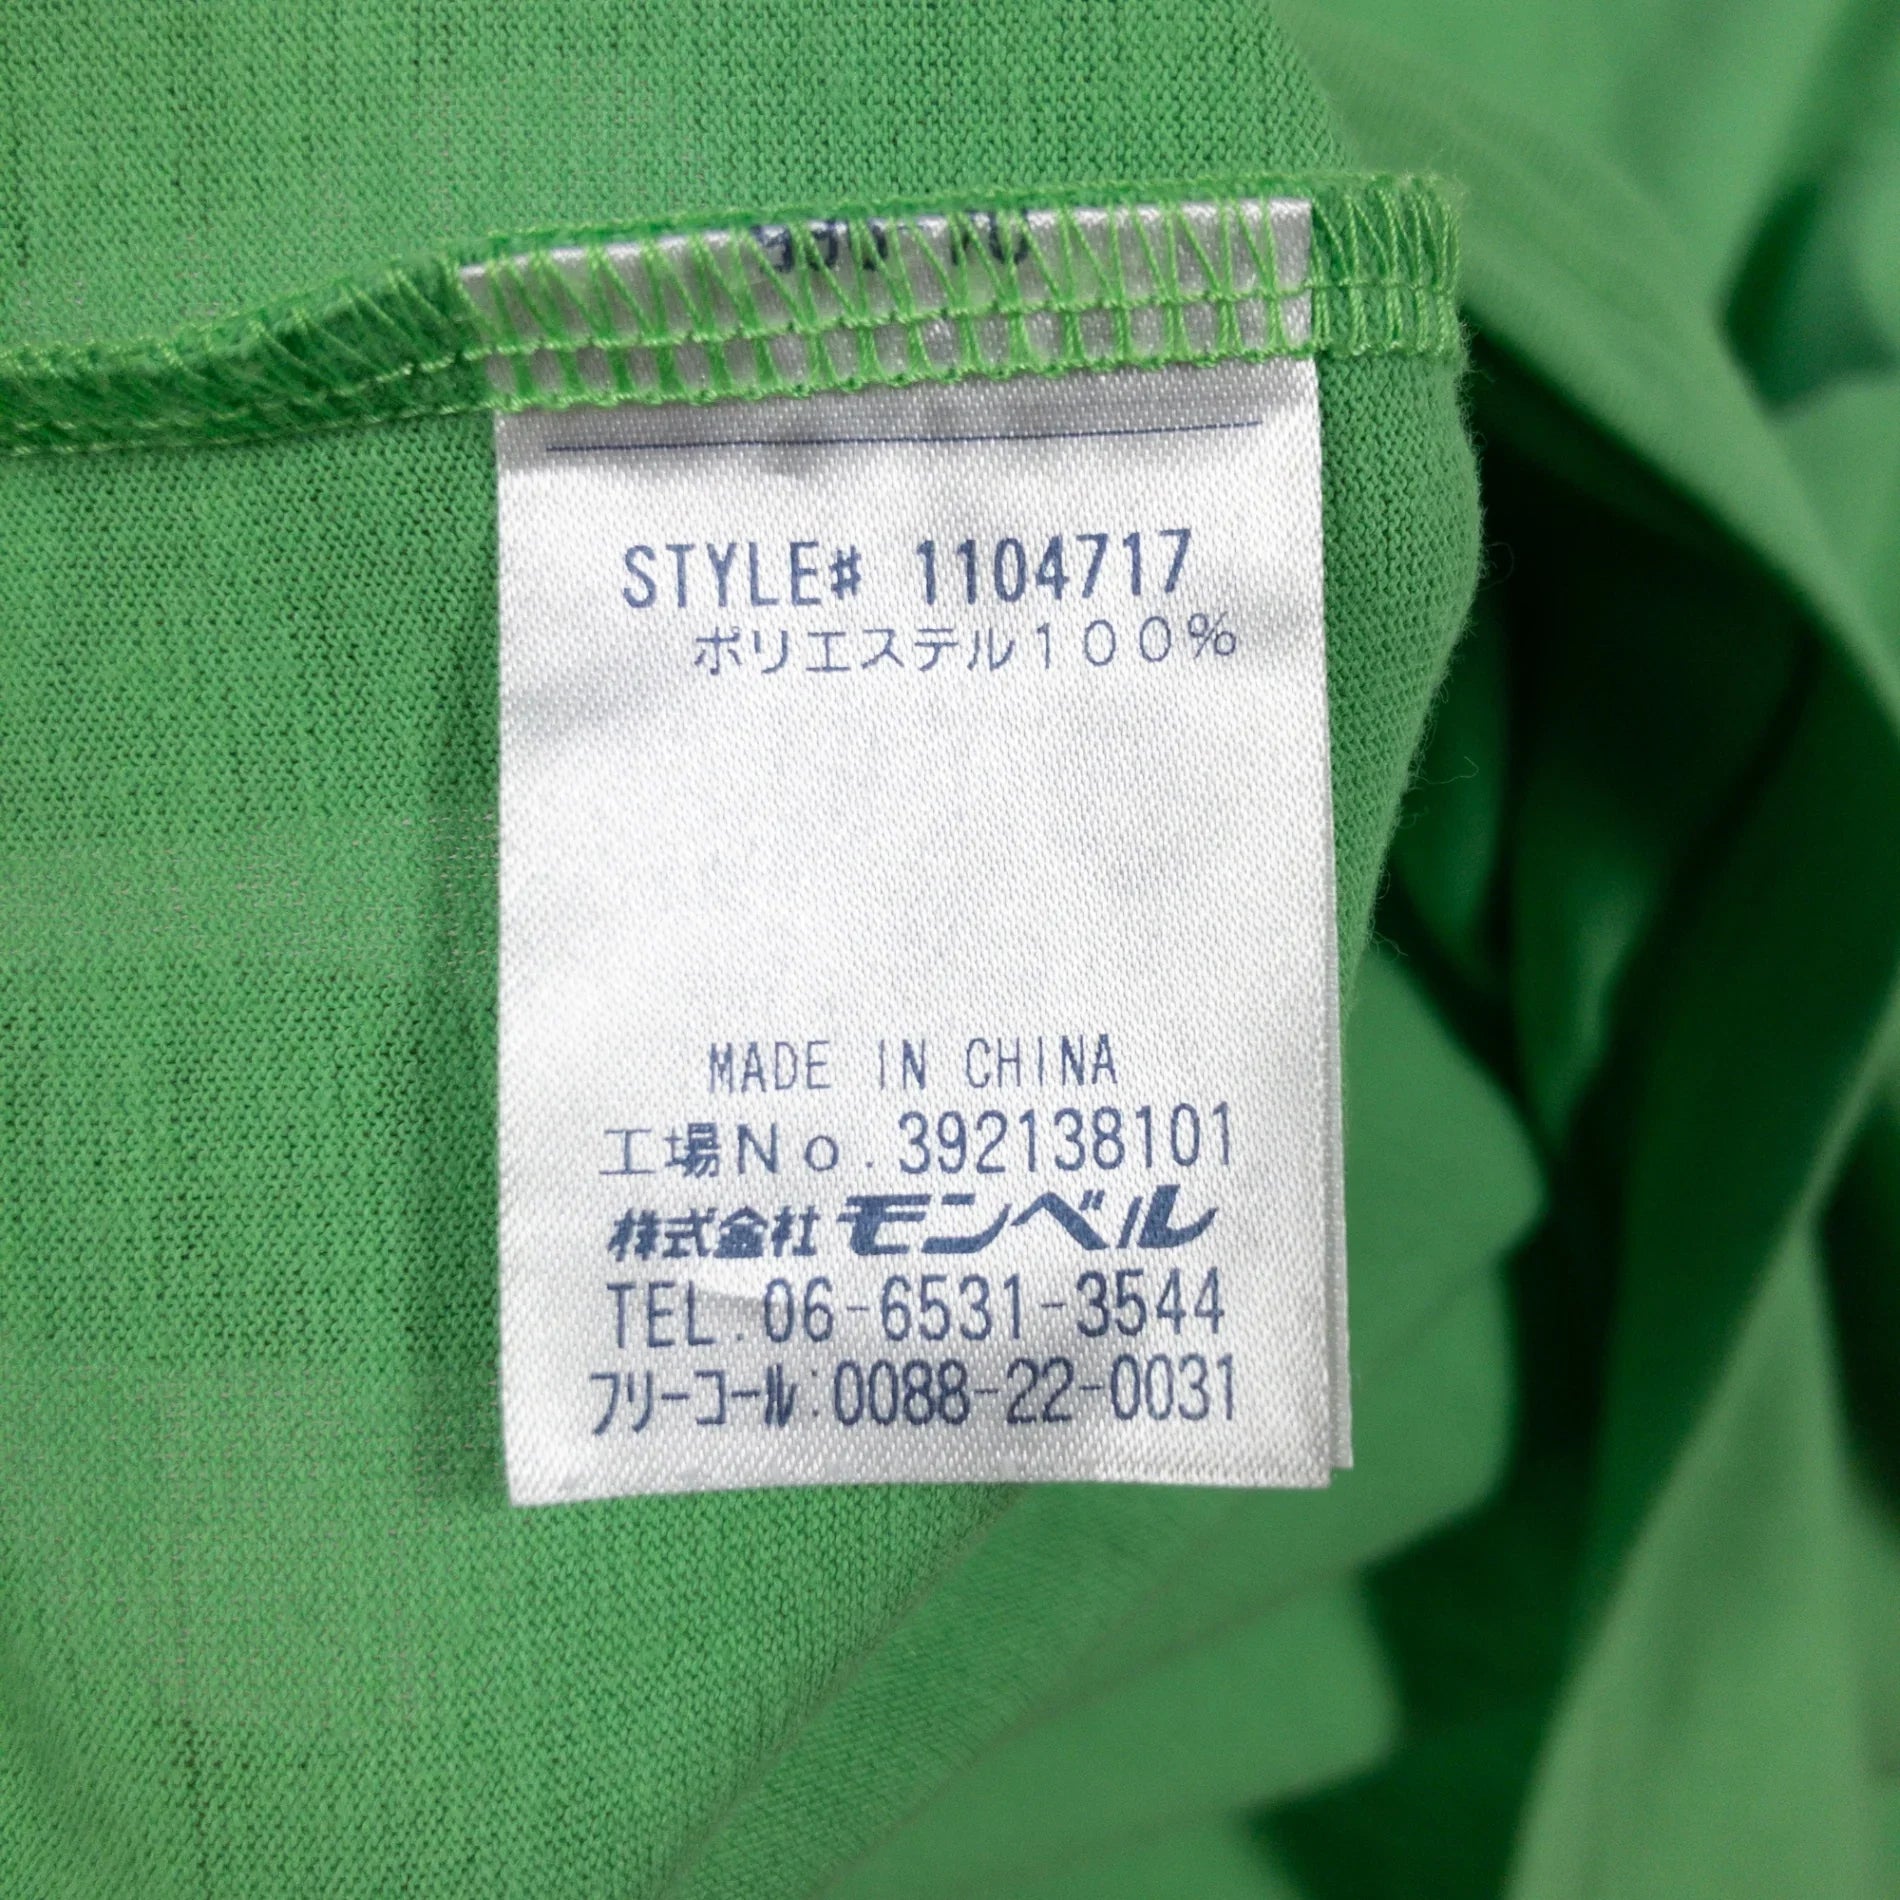 STYLE# 1104717
ポリエステル100%
MADE IN CHINA
工場No.392138101
株式会社モンベル
TEL.06-6531-3544
フリーコール:0088-22-0031